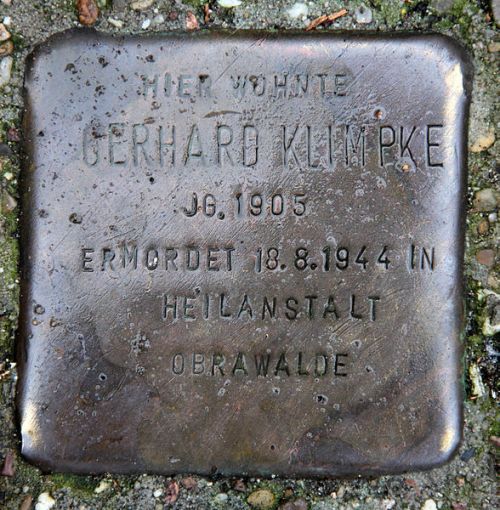 HIER WOHNTE
GERHARD KLIMPKE
JG. 1905
ERMORDET 18.8.1944 IN
HEILANSTALT
OBRAWALDE